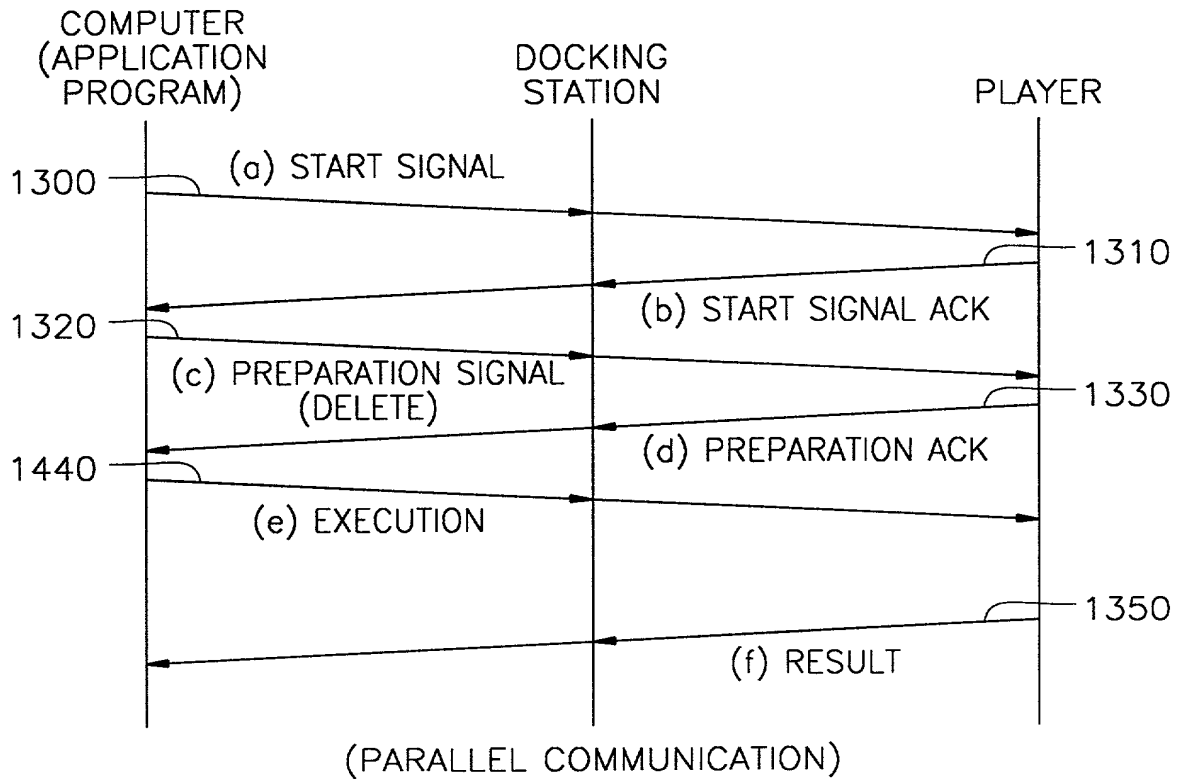 COMPUTER
(APPLICATION
PROGRAM)
DOCKING
STATION
PLAYER
1300
(a) START SIGNAL
1310
(b) START SIGNAL ACK
1320
(c) PREPARATION SIGNAL
(DELETE)
1330
(d) PREPARATION ACK
1440
(e) EXECUTION
1350
(f) RESULT
(PARALLEL COMMUNICATION)